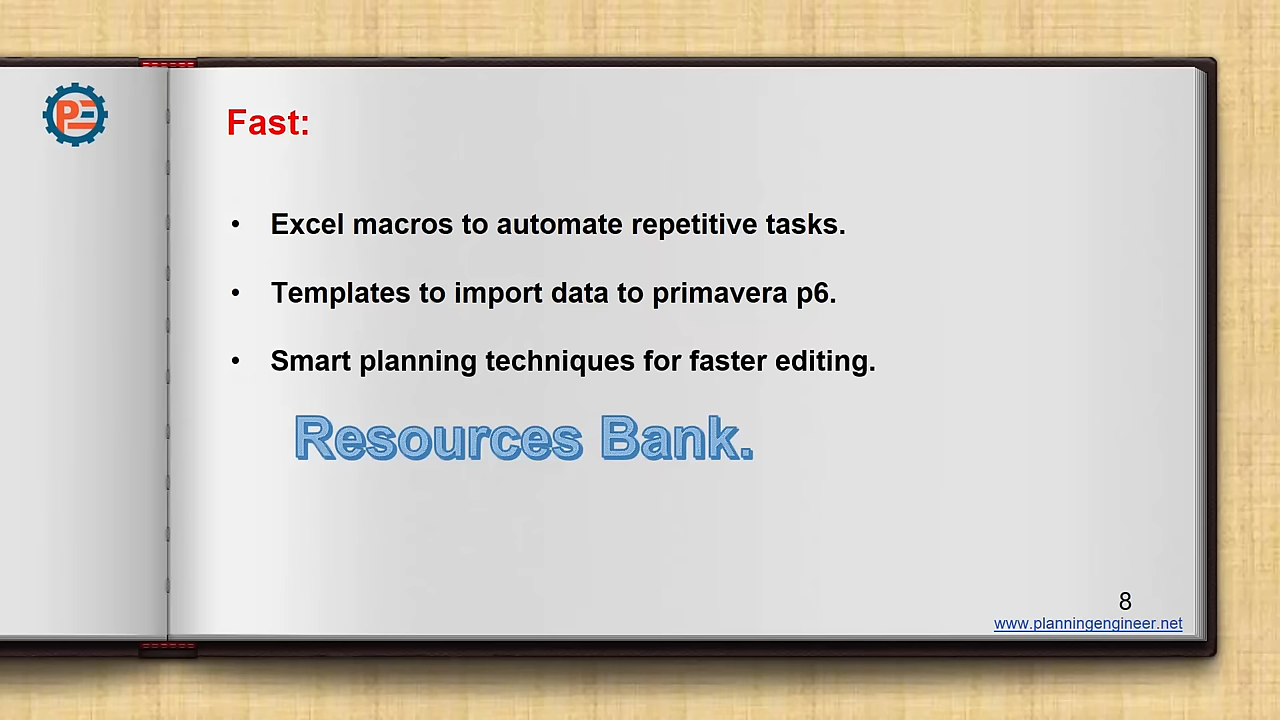 PE
Fast:
• Excel macros to automate repetitive tasks.
• Templates to import data to primavera p6.
• Smart planning techniques for faster editing.
Resources Bank.
8
www.planningengineer.net